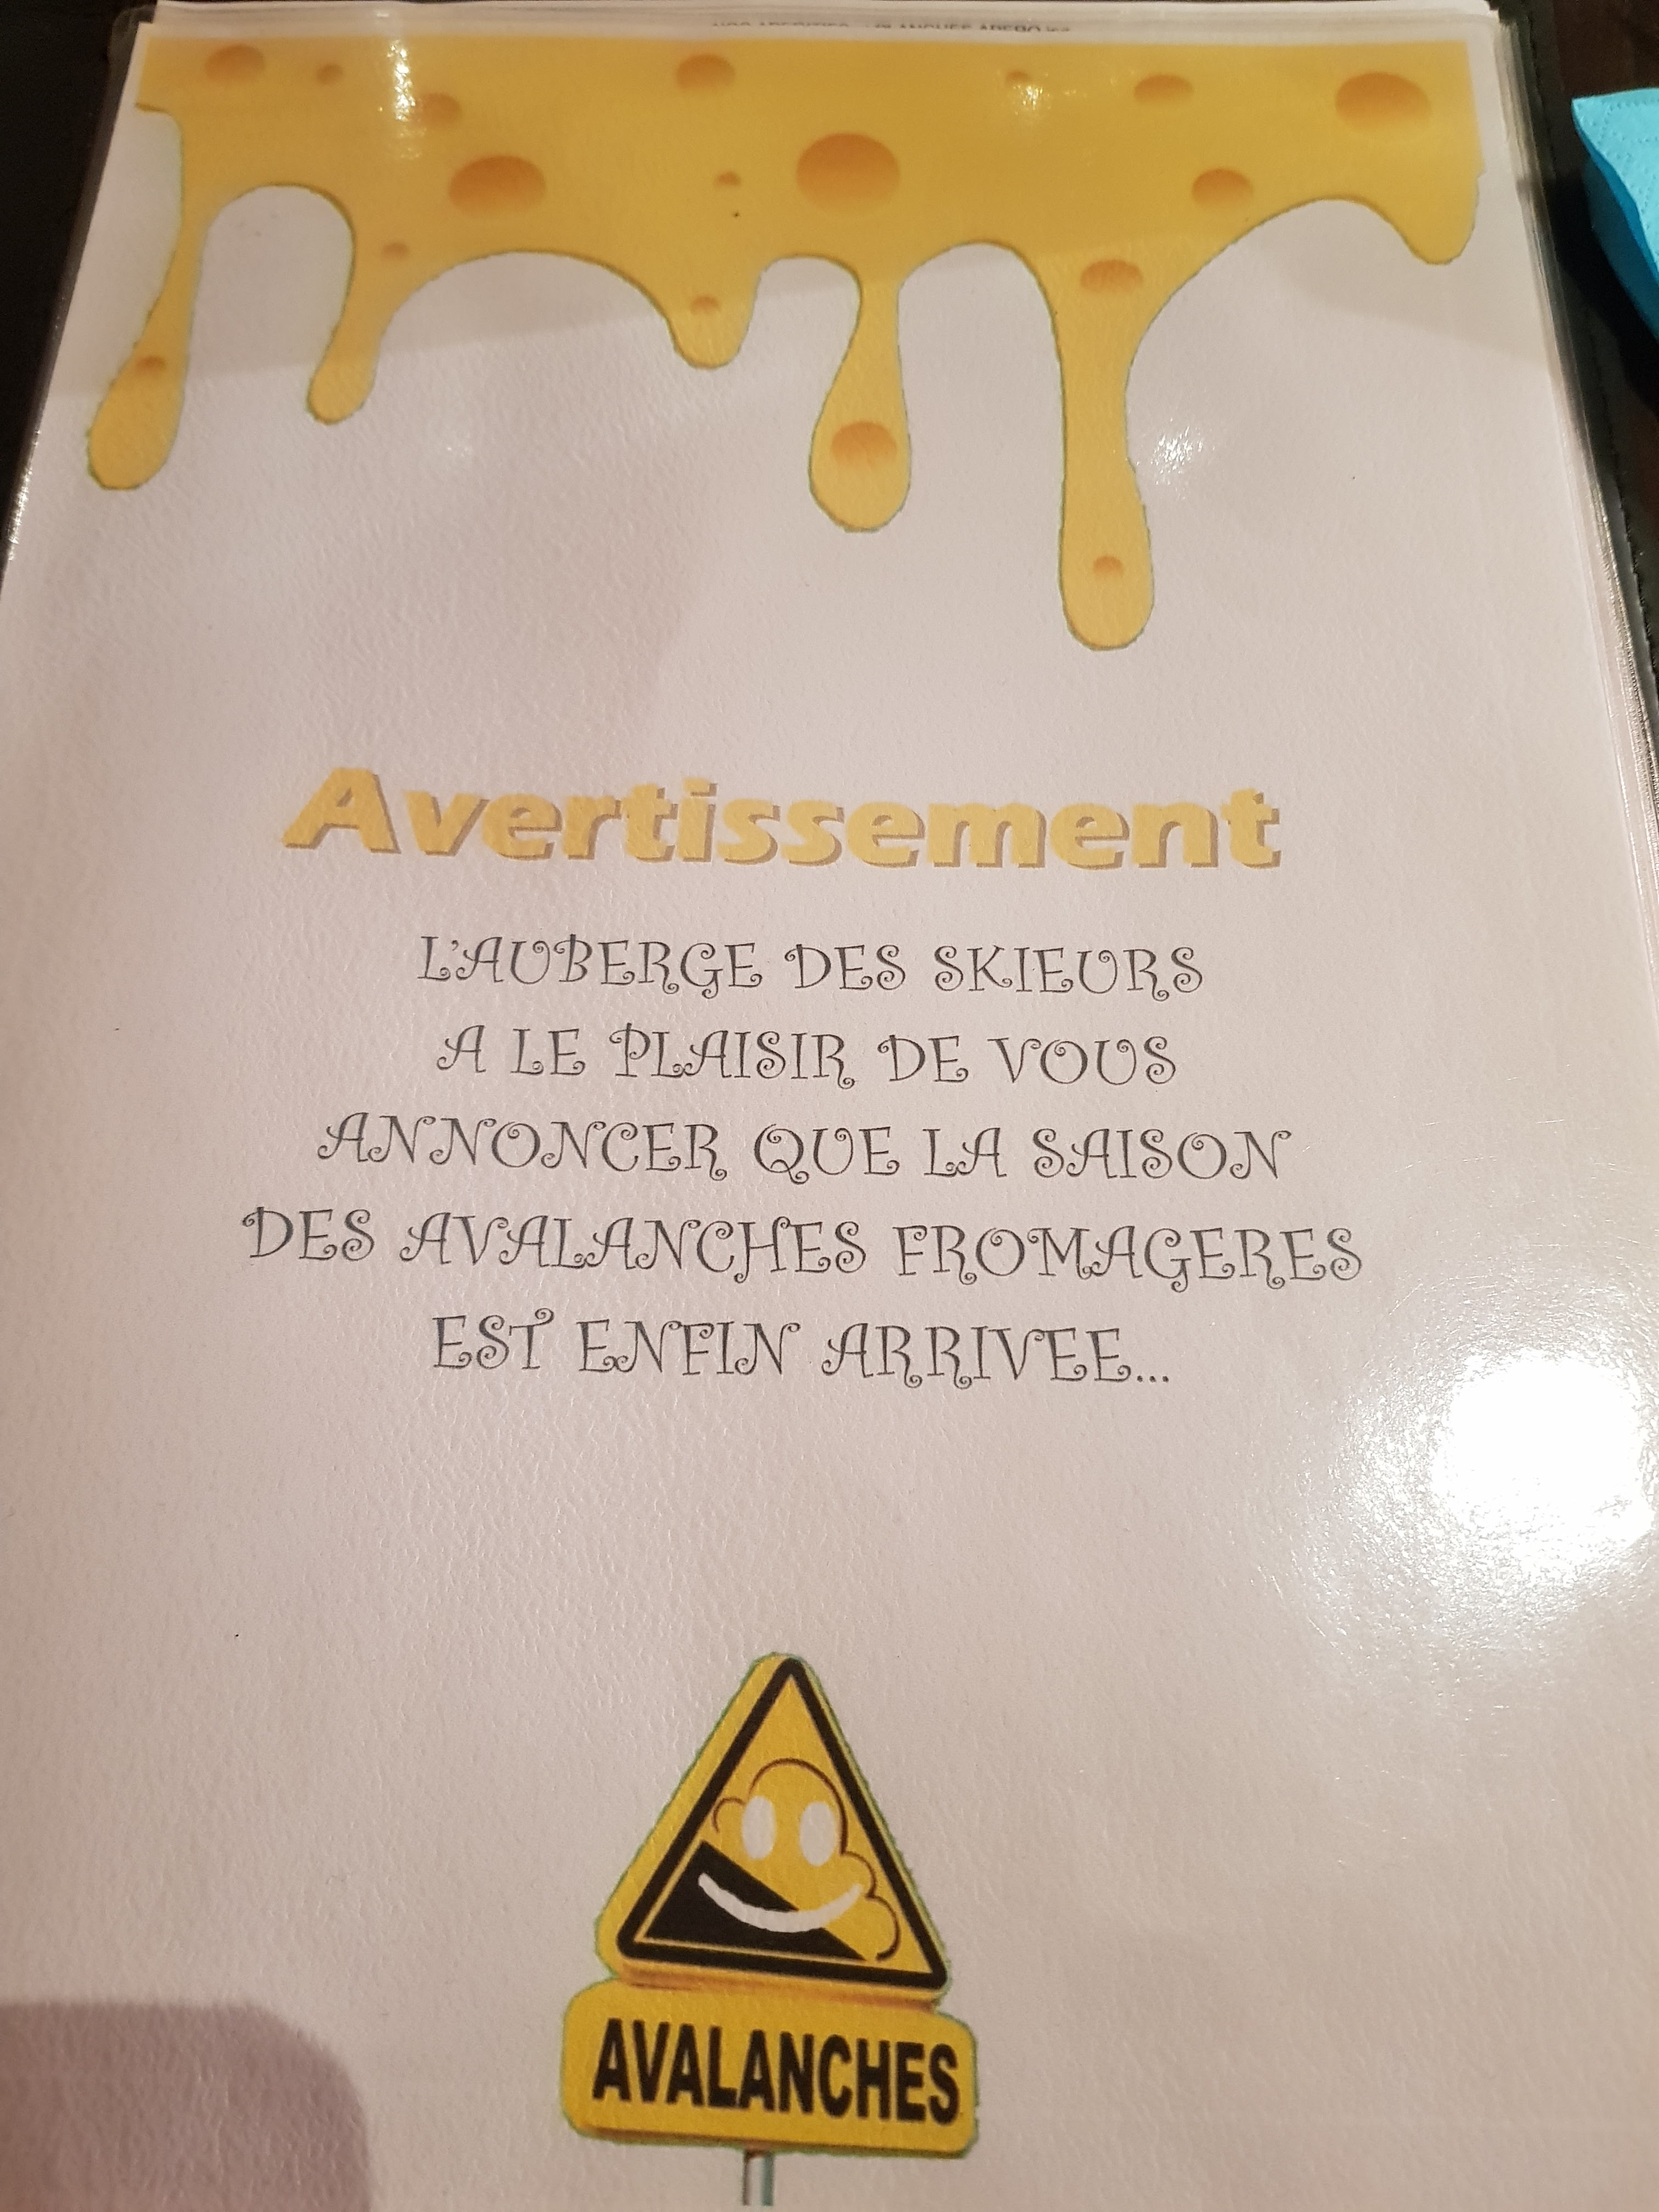 Avertissement
L'AUBERGE DES SKIEURS
A LE PLAISIR DE VOUS
ANNONCER QUE LA SAISON
DES AVALANCHES FROMAGERES
EST ENFIN ARRIVEE...
AVALANCHES